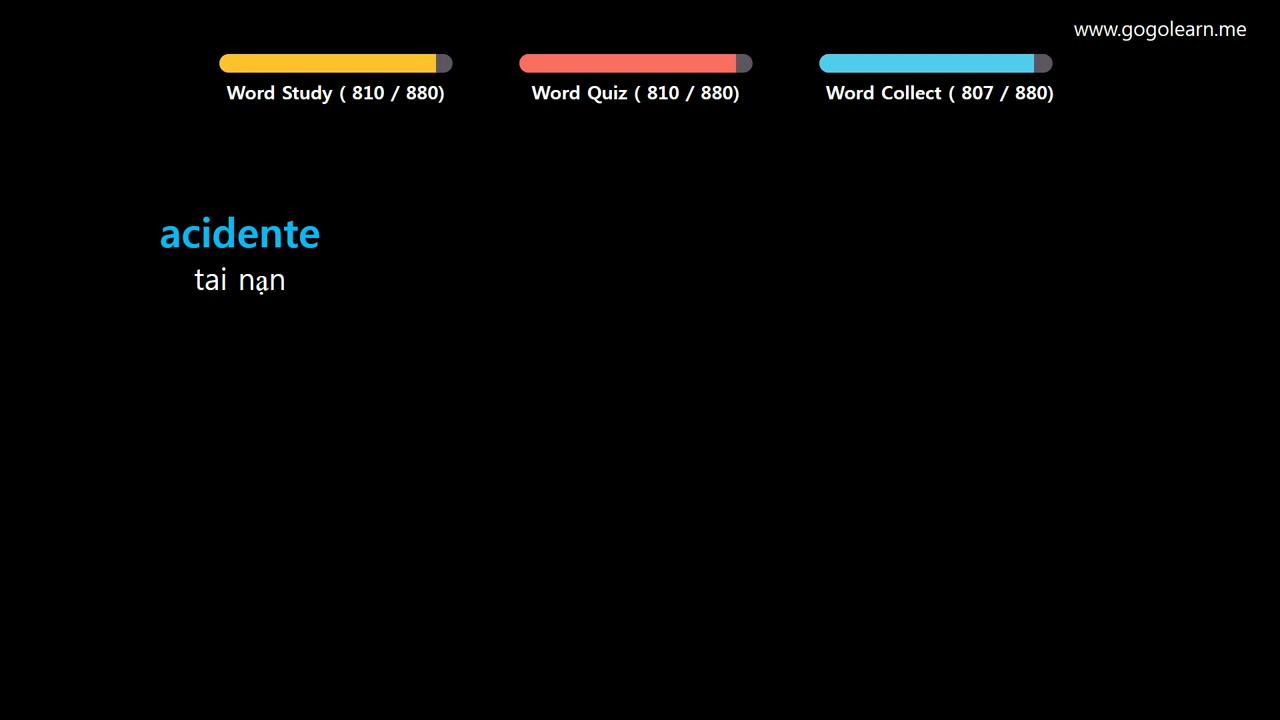 www.gogolearn.me
Word Study ( 810 / 880)
Word Quiz ( 810 / 880)
Word Collect ( 807 / 880)
acidente
tai nạn